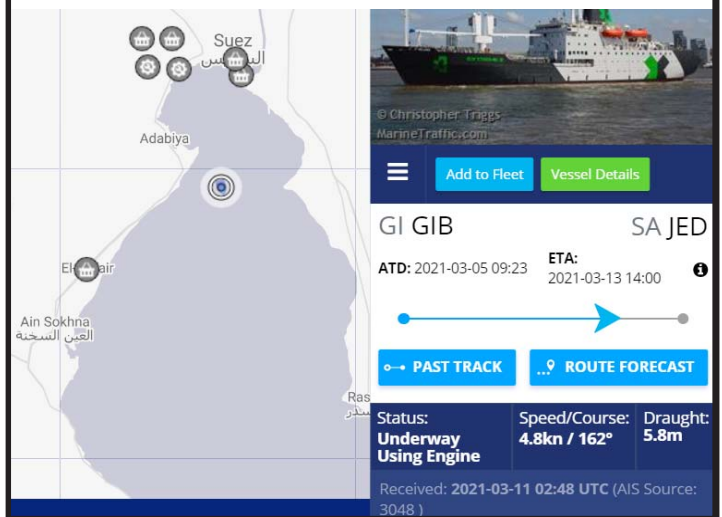 Suez
Adabiya
Ain Sokhna
العين السخنة
Ras
© Christopher Triggs
MarineTraffic.com
Add to Fleet
Vessel Details
GI GIB
SA JED
ATD: 2021-03-05 09:23
ETA:
2021-03-13 14:00
PAST TRACK
ROUTE FORECAST
Status:
Underway
Using Engine
Speed/Course:
4.8kn / 162°
Draught:
5.8m
Received: 2021-03-11 02:48 UTC (AIS Source:
3048 )